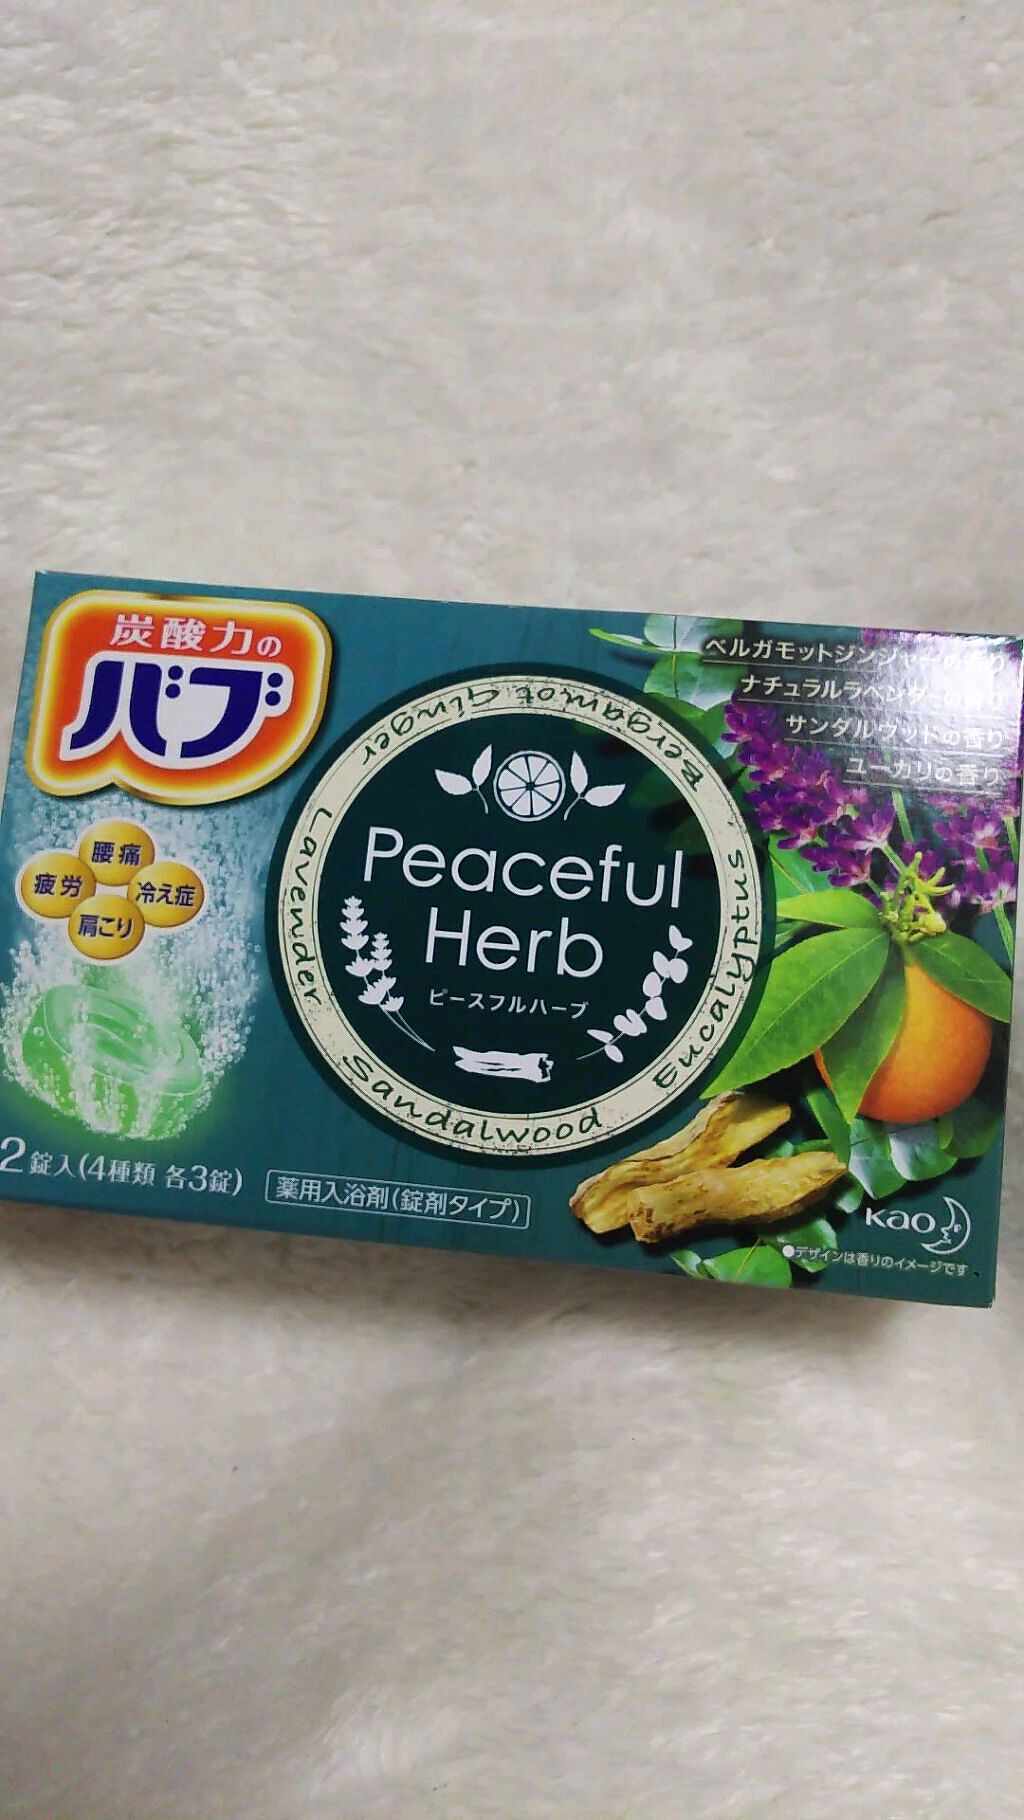 炭酸力の
バブ
腰痛
疲労
冷え症
肩こり
ベルガモットジンジャーの香り
ナチュラルラベンダーの香り
サンダルウッドの香り
ユーカリの香り
Bergamot Ginger
Lavender
Eucalyptus
Sandalwood
Peaceful
Herb
ピースフルハーブ
2錠入(4種類 各3錠)
薬用入浴剤(錠剤タイプ)
Kao
●デザインは香りのイメージです